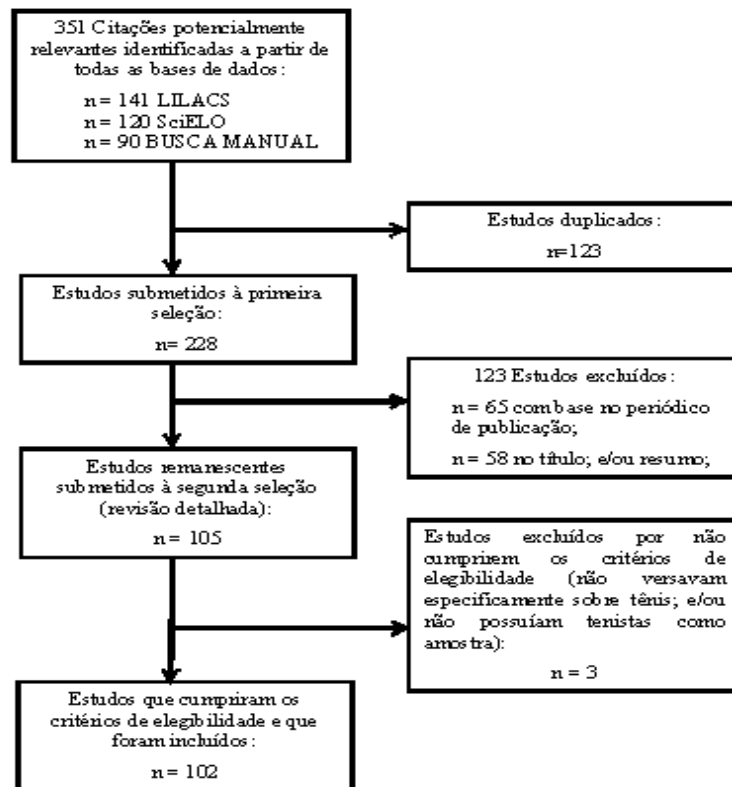 351 Citações potencialmente
relevantes identificadas a partir de
todas as bases de dados:
n = 141 LILACS
n = 120 SciELO
n = 90 BUSCA MANUAL
Estudos duplicados:
n=123
Estudos submetidos à primeira
seleção:
n= 228
123 Estudos excluídos:
n = 65 com base no periódico
de publicação;
n = 58 no título; e/ou resumo;
Estudos remanescentes
submetidos à segunda seleção
(revisão detalhada):
n = 105
Estudos excluídos por não
cumprirem os critérios de
elegibilidade (não versavam
especificamente sobre tênis; e/ou
não possuíam tenistas como
amostra):
n = 3
Estudos que cumpriram os
critérios de elegibilidade e que
foram incluídos:
n = 102